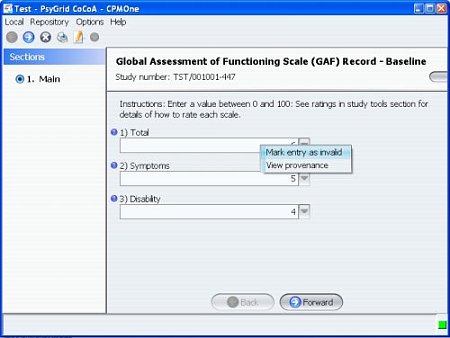 Test - PsyGrid CoCoA - CPMOne
Local Repository Options Help
Sections
1. Main
Global Assessment of Functioning Scale (GAF) Record - Baseline
Study number: TST/001001-447
Instructions: Enter a value between 0 and 100: See ratings in study tools section for
details of how to rate each scale.
1) Total
Mark entry as invalid
View provenance
2) Symptoms
5
3) Disability
4
Back
Forward